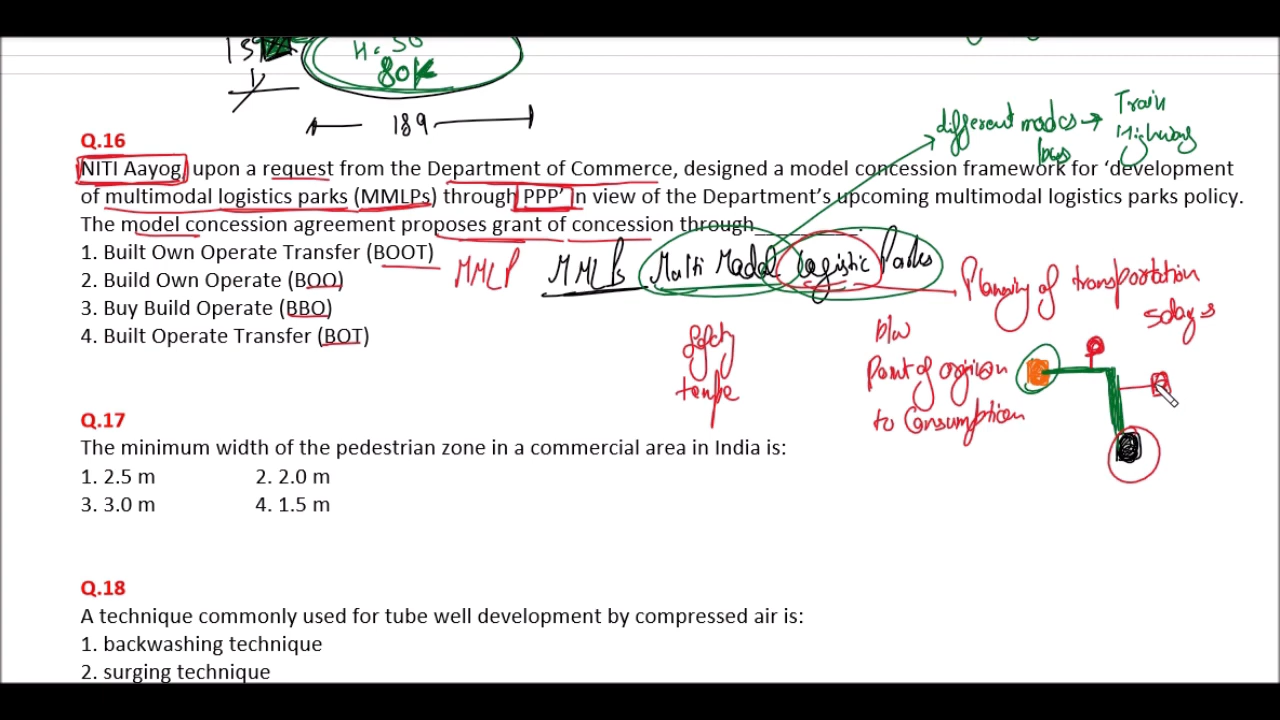 80K
189
different modes → Train
Highway
Q.16
NITI Aayog, upon a request from the Department of Commerce, designed a model concession framework for ‘development
of multimodal logistics parks (MMLPs) through PPP’ in view of the Department’s upcoming multimodal logistics parks policy.
The model concession agreement proposes grant of concession through____________.
1. Built Own Operate Transfer (BOOT)
MMLP MMLPs Multi Model Logistic Parks
Planning of transportation
2. Build Own Operate (BOO)
3. Buy Build Operate (BBO)
5 days
4. Built Operate Transfer (BOT)
b/w
Point of
to Consumption
Q.17
The minimum width of the pedestrian zone in a commercial area in India is:
1. 2.5 m 2. 2.0 m
3. 3.0 m 4. 1.5 m
Q.18
A technique commonly used for tube well development by compressed air is:
1. backwashing technique
2. surging technique